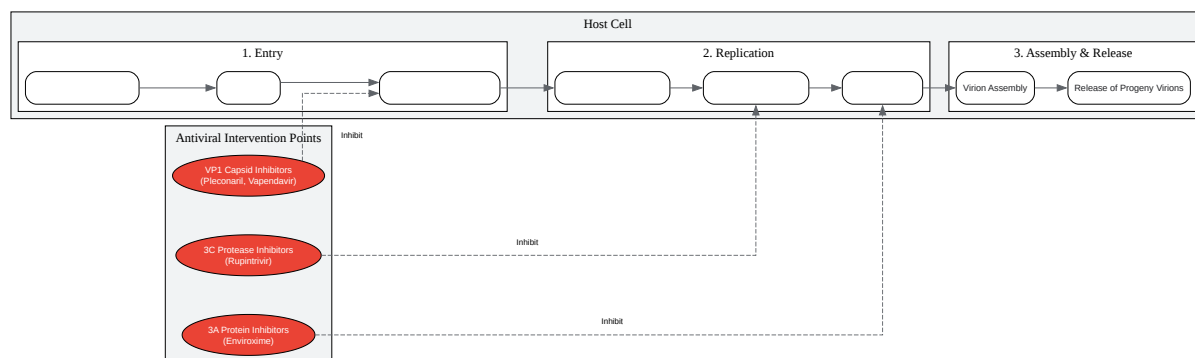 Host Cell
1. Entry
2. Replication
3. Assembly & Release
Virion Assembly
Release of Progeny Virions
Antiviral Intervention Points
Inhibit
VP1 Capsid Inhibitors
(Pleconaril, Vapendavir)
Inhibit
3C Protease Inhibitors
(Rupintrivir)
Inhibit
3A Protein Inhibitors
(Enviroxime)